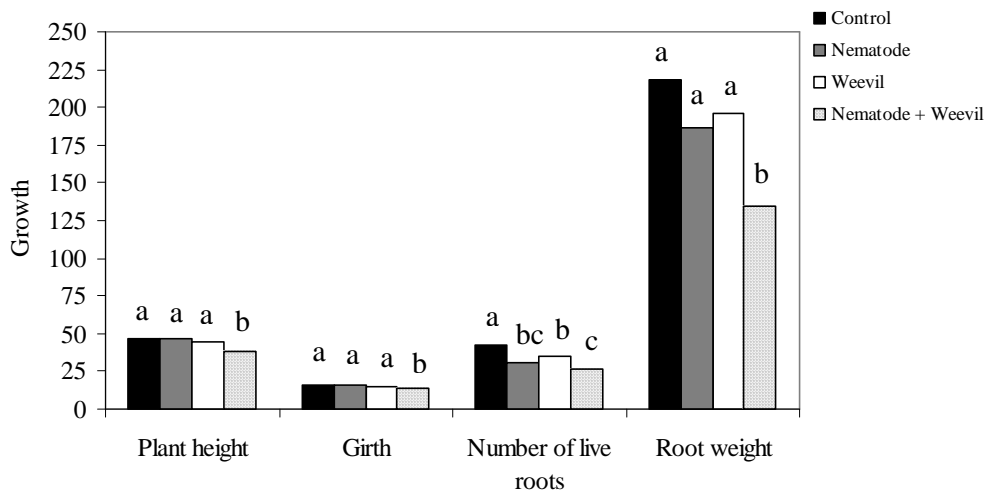 Control
Nematode
Weevil
Nematode + Weevil
Growth
250
225
200
175
150
125
100
75
50
25
0
a a a b
a a a b
a bc b c
a a a b
Plant height
Girth
Number of live
roots
Root weight